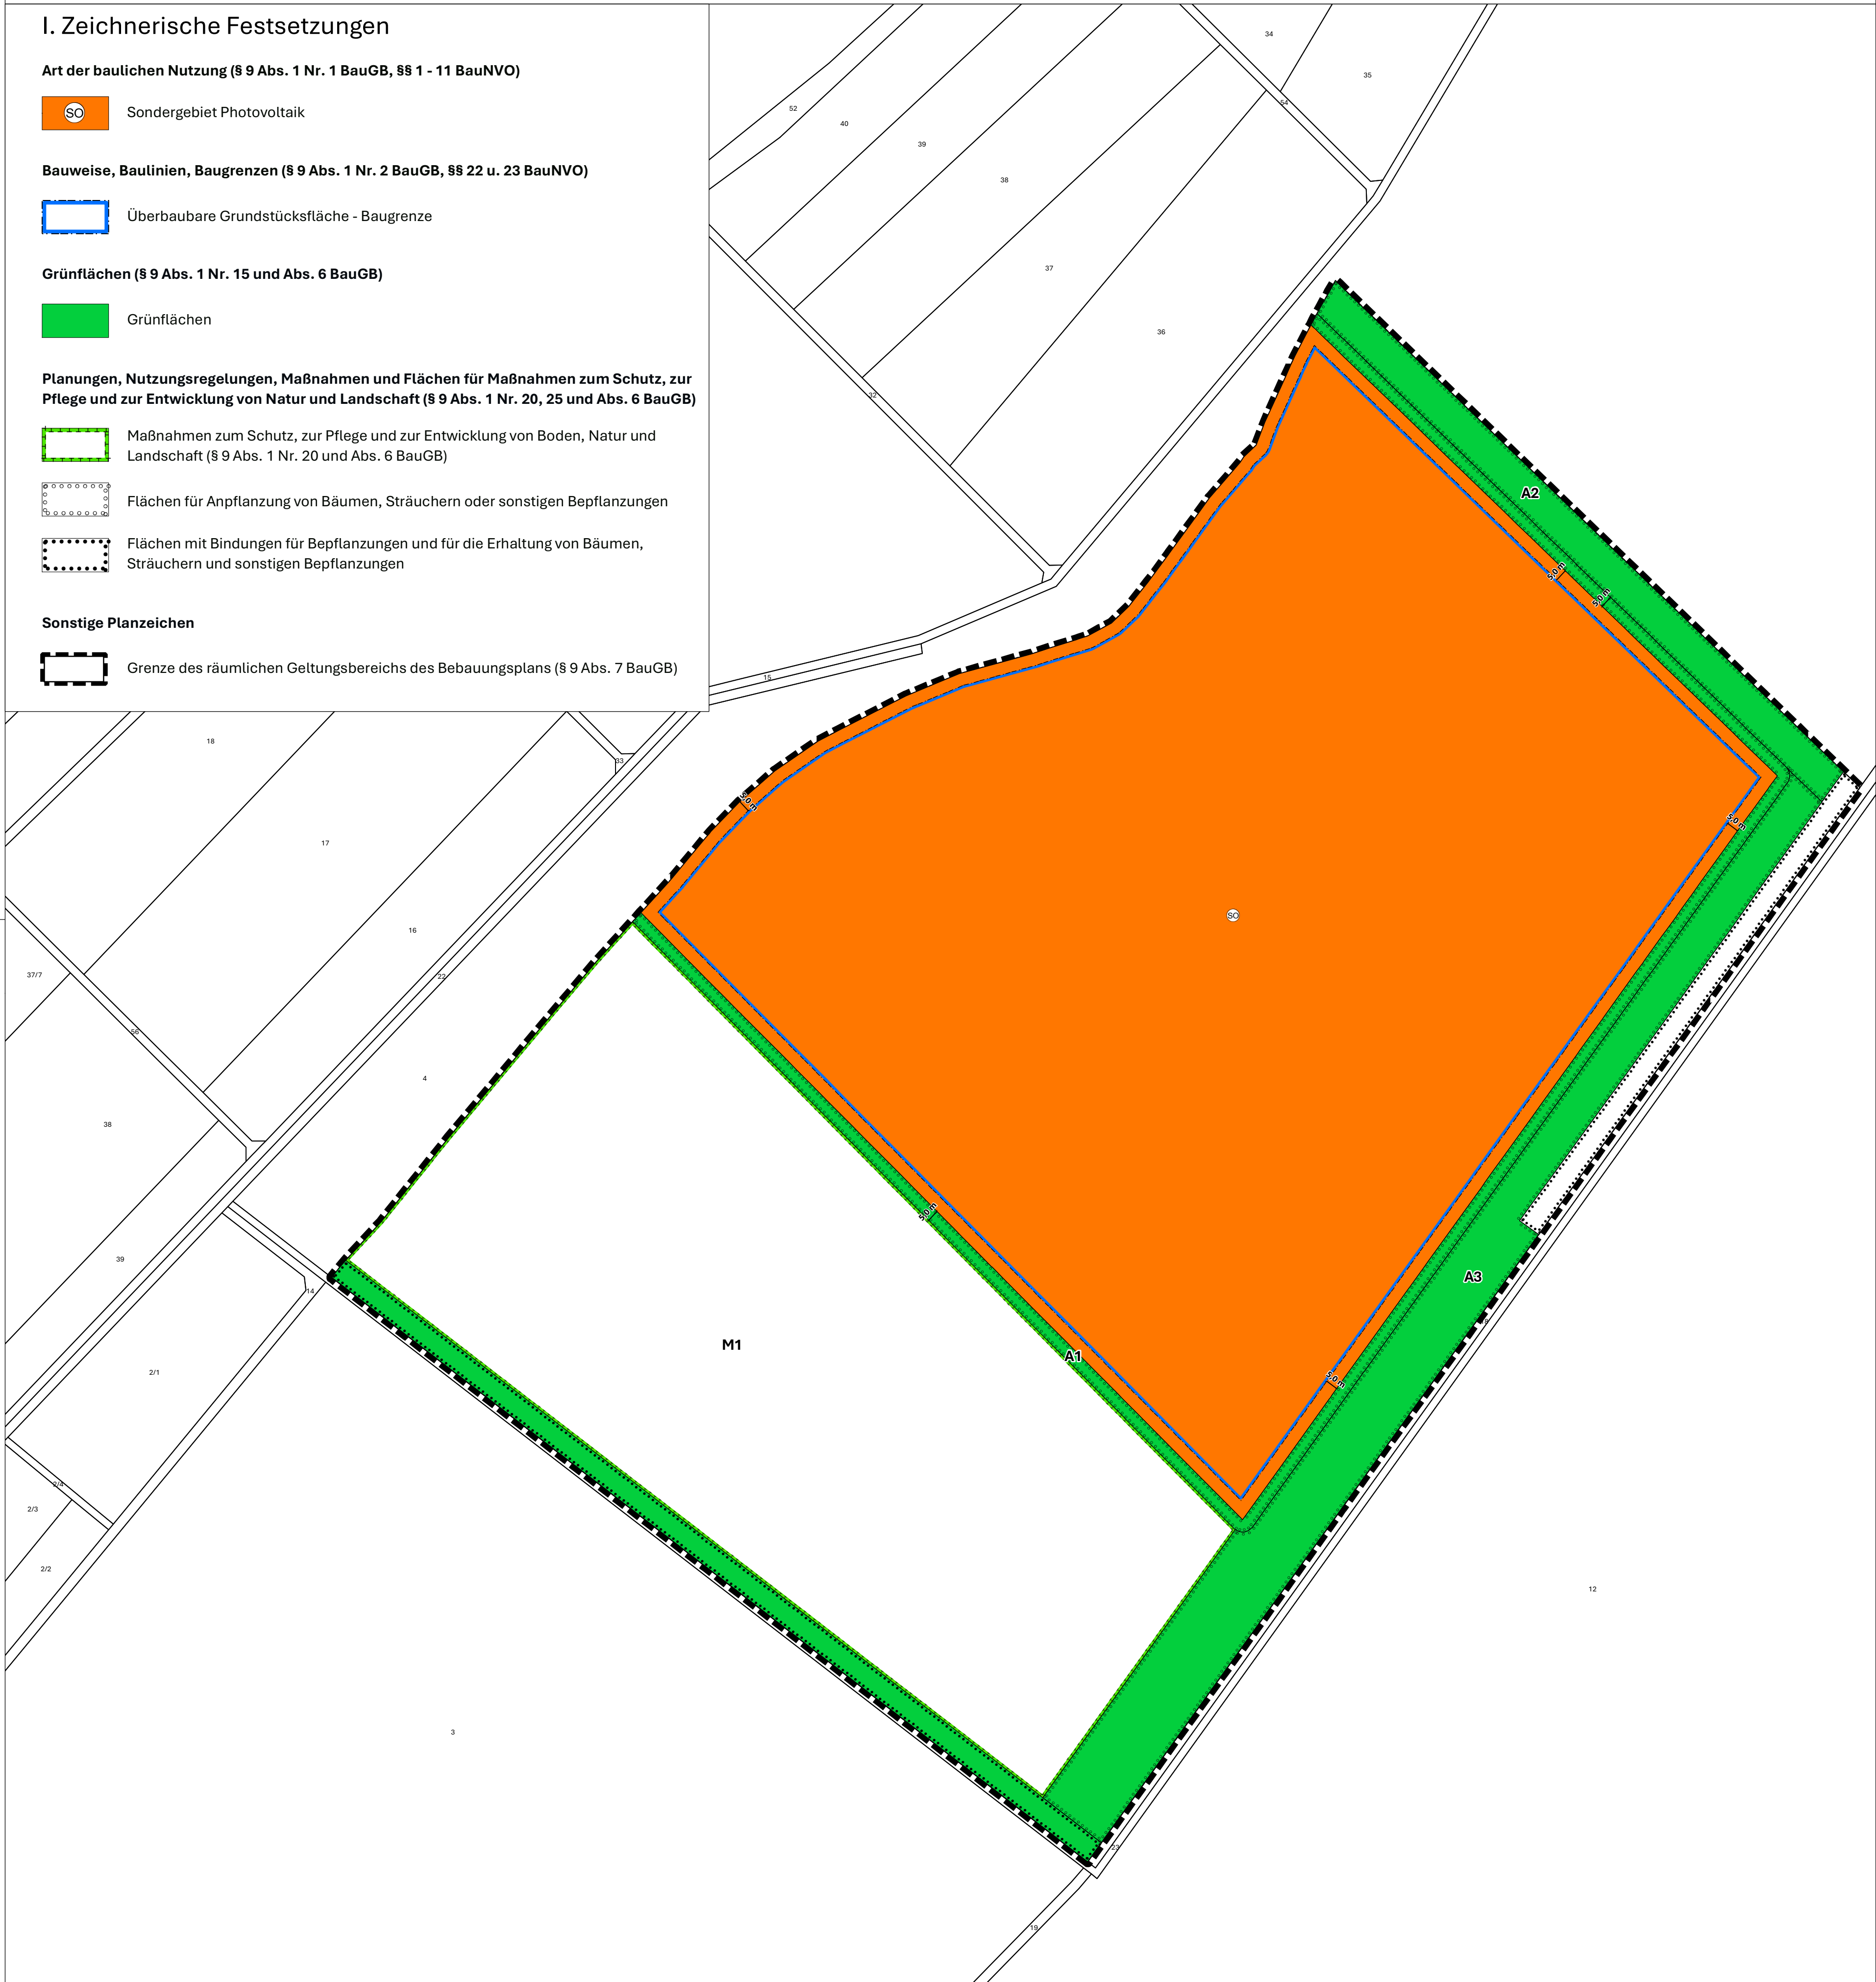 I. Zeichnerische Festsetzungen
Art der baulichen Nutzung (§ 9 Abs. 1 Nr. 1 BauGB, §§ 1 - 11 BauNVO)
SO
Sondergebiet Photovoltaik
Bauweise, Baulinien, Baugrenzen (§ 9 Abs. 1 Nr. 2 BauGB, §§ 22 u. 23 BauNVO)
Überbaubare Grundstücksfläche - Baugrenze
Grünflächen (§ 9 Abs. 1 Nr. 15 und Abs. 6 BauGB)
Grünflächen
Planungen, Nutzungsregelungen, Maßnahmen und Flächen für Maßnahmen zum Schutz, zur
Pflege und zur Entwicklung von Natur und Landschaft (§ 9 Abs. 1 Nr. 20, 25 und Abs. 6 BauGB)
Maßnahmen zum Schutz, zur Pflege und zur Entwicklung von Boden, Natur und
Landschaft (§ 9 Abs. 1 Nr. 20 und Abs. 6 BauGB)
Flächen für Anpflanzung von Bäumen, Sträuchern oder sonstigen Bepflanzungen
Flächen mit Bindungen für Bepflanzungen und für die Erhaltung von Bäumen,
Sträuchern und sonstigen Bepflanzungen
Sonstige Planzeichen
Grenze des räumlichen Geltungsbereichs des Bebauungsplans (§ 9 Abs. 7 BauGB)
34
35
54
52
40
39
38
37
36
32
15
A2
5,0 m
5,0 m
5,0 m
5,0 m
SO
18
33
17
16
22
37/7
56
4
38
39
14
2/1
2/4
2/3
2/2
M1
5,0 m
A1
A3
5,0 m
12
3
23
19